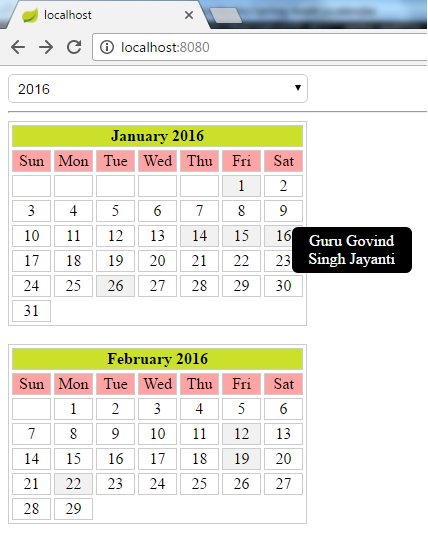 localhost
localhost:8080
2016
January 2016
Sun Mon Tue Wed Thu Fri Sat
1 2
3 4 5 6 7 8 9
10 11 12 13 14 15 16
Guru Govind
Singh Jayanti
17 18 19 20 21 22 23
24 25 26 27 28 29 30
31
February 2016
Sun Mon Tue Wed Thu Fri Sat
1 2 3 4 5 6
7 8 9 10 11 12 13
14 15 16 17 18 19 20
21 22 23 24 25 26 27
28 29